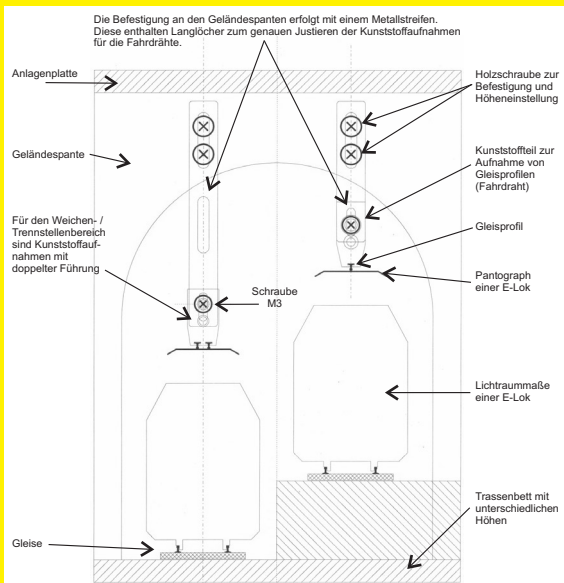 Die Befestigung an den Geländespanten erfolgt mit einem Metallstreifen.
Diese enthalten Langlöcher zum genauen Justieren der Kunststoffaufnahmen
für die Fahrdrähte.
Anlagenplatte
Holzschraube zur
Befestigung und
Höheneinstellung
Geländespante
Kunststoffteil zur
Aufnahme von
Gleisprofilen
(Fahrdraht)
Für den Weichen- /
Trennstellenbereich
sind Kunststoffauf-
nahmen mit
doppelter Führung
Gleisprofil
Pantograph
einer E-Lok
Schraube
M3
Lichtraummaße
einer E-Lok
Trassenbett mit
unterschiedlichen
Höhen
Gleise